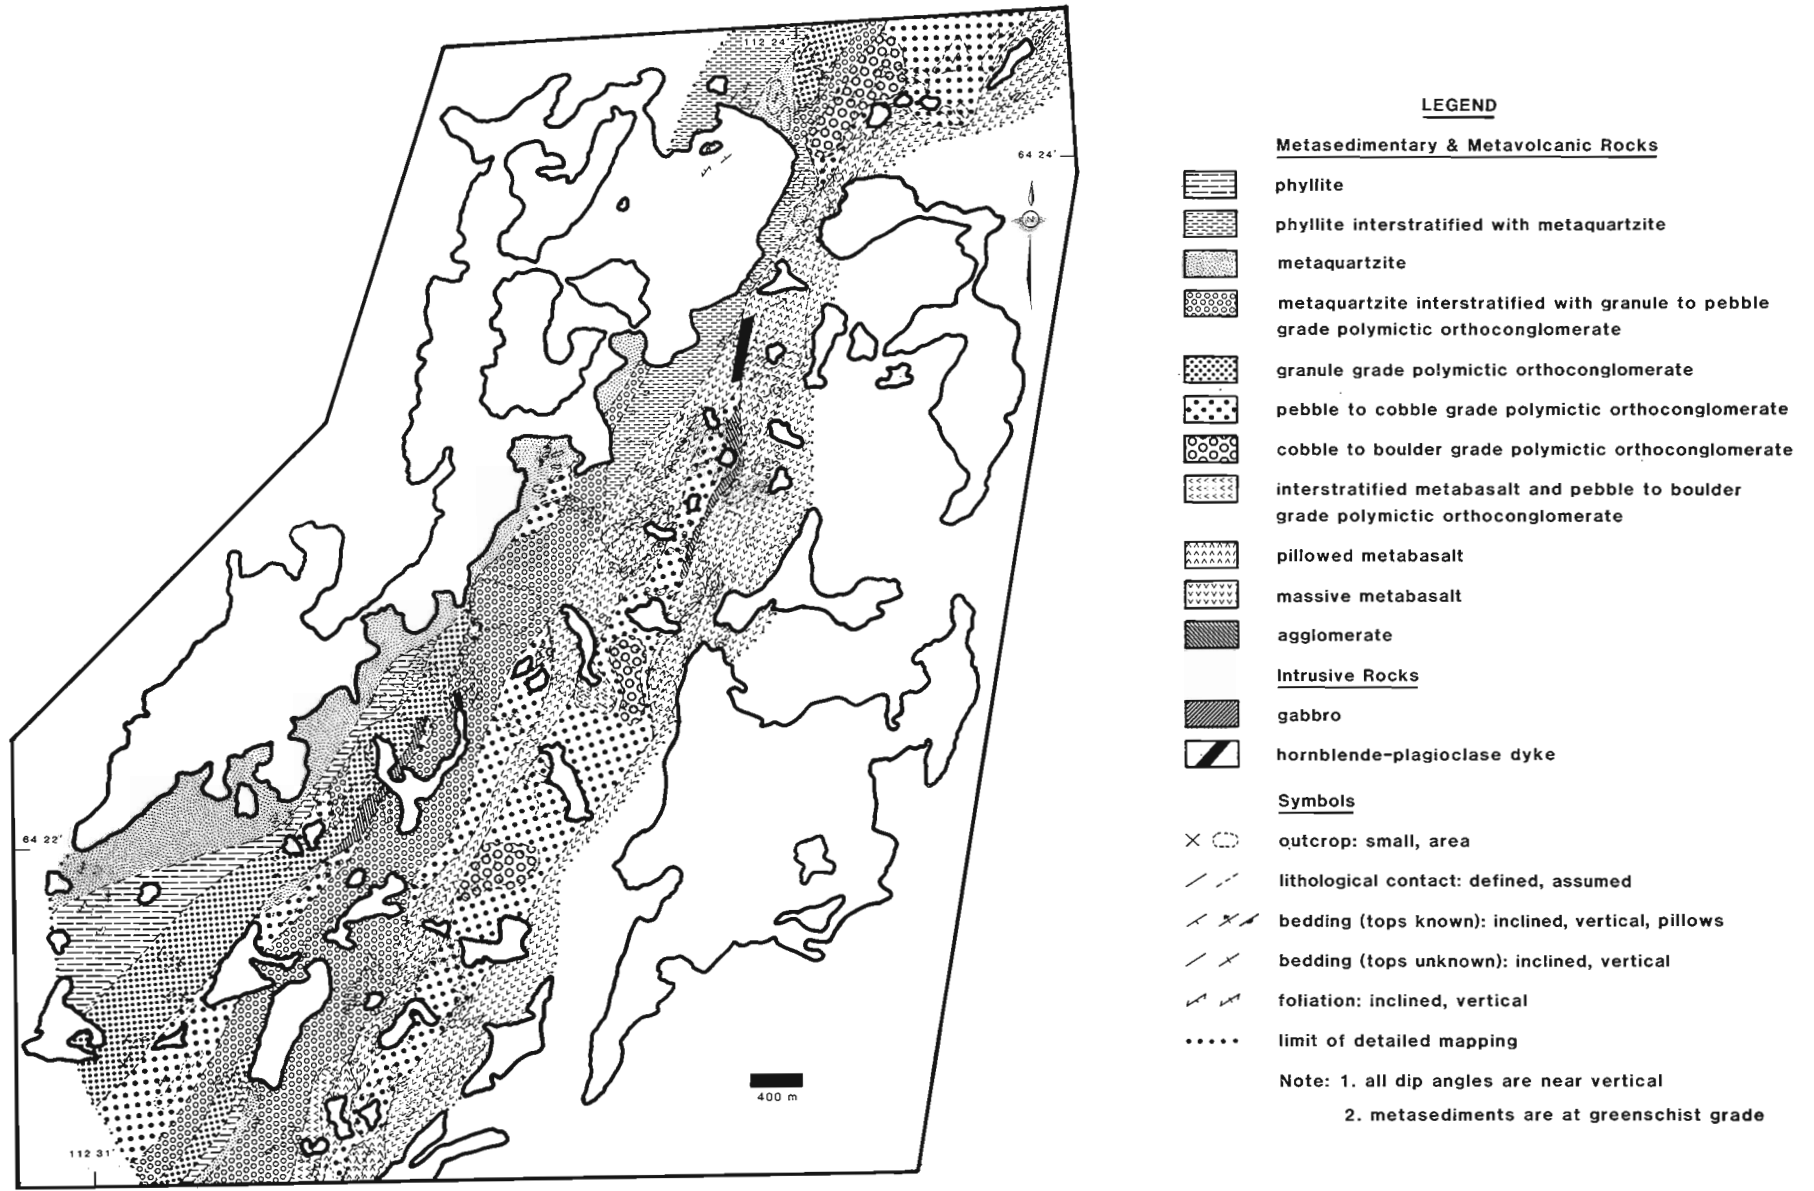 112 24'
64 24'
N
64 22'
112 31'
400 m
LEGEND
Metasedimentary & Metavolcanic Rocks
phyllite
phyllite interstratified with metaquartzite
metaquartzite
metaquartzite interstratified with granule to pebble
grade polymictic orthoconglomerate
granule grade polymictic orthoconglomerate
pebble to cobble grade polymictic orthoconglomerate
cobble to boulder grade polymictic orthoconglomerate
interstratified metabasalt and pebble to boulder
grade polymictic orthoconglomerate
pillowed metabasalt
massive metabasalt
agglomerate
Intrusive Rocks
gabbro
hornblende-plagioclase dyke
Symbols
outcrop: small, area
lithological contact: defined, assumed
bedding (tops known): inclined, vertical, pillows
bedding (tops unknown): inclined, vertical
foliation: inclined, vertical
limit of detailed mapping
Note: 1. all dip angles are near vertical
2. metasediments are at greenschist grade